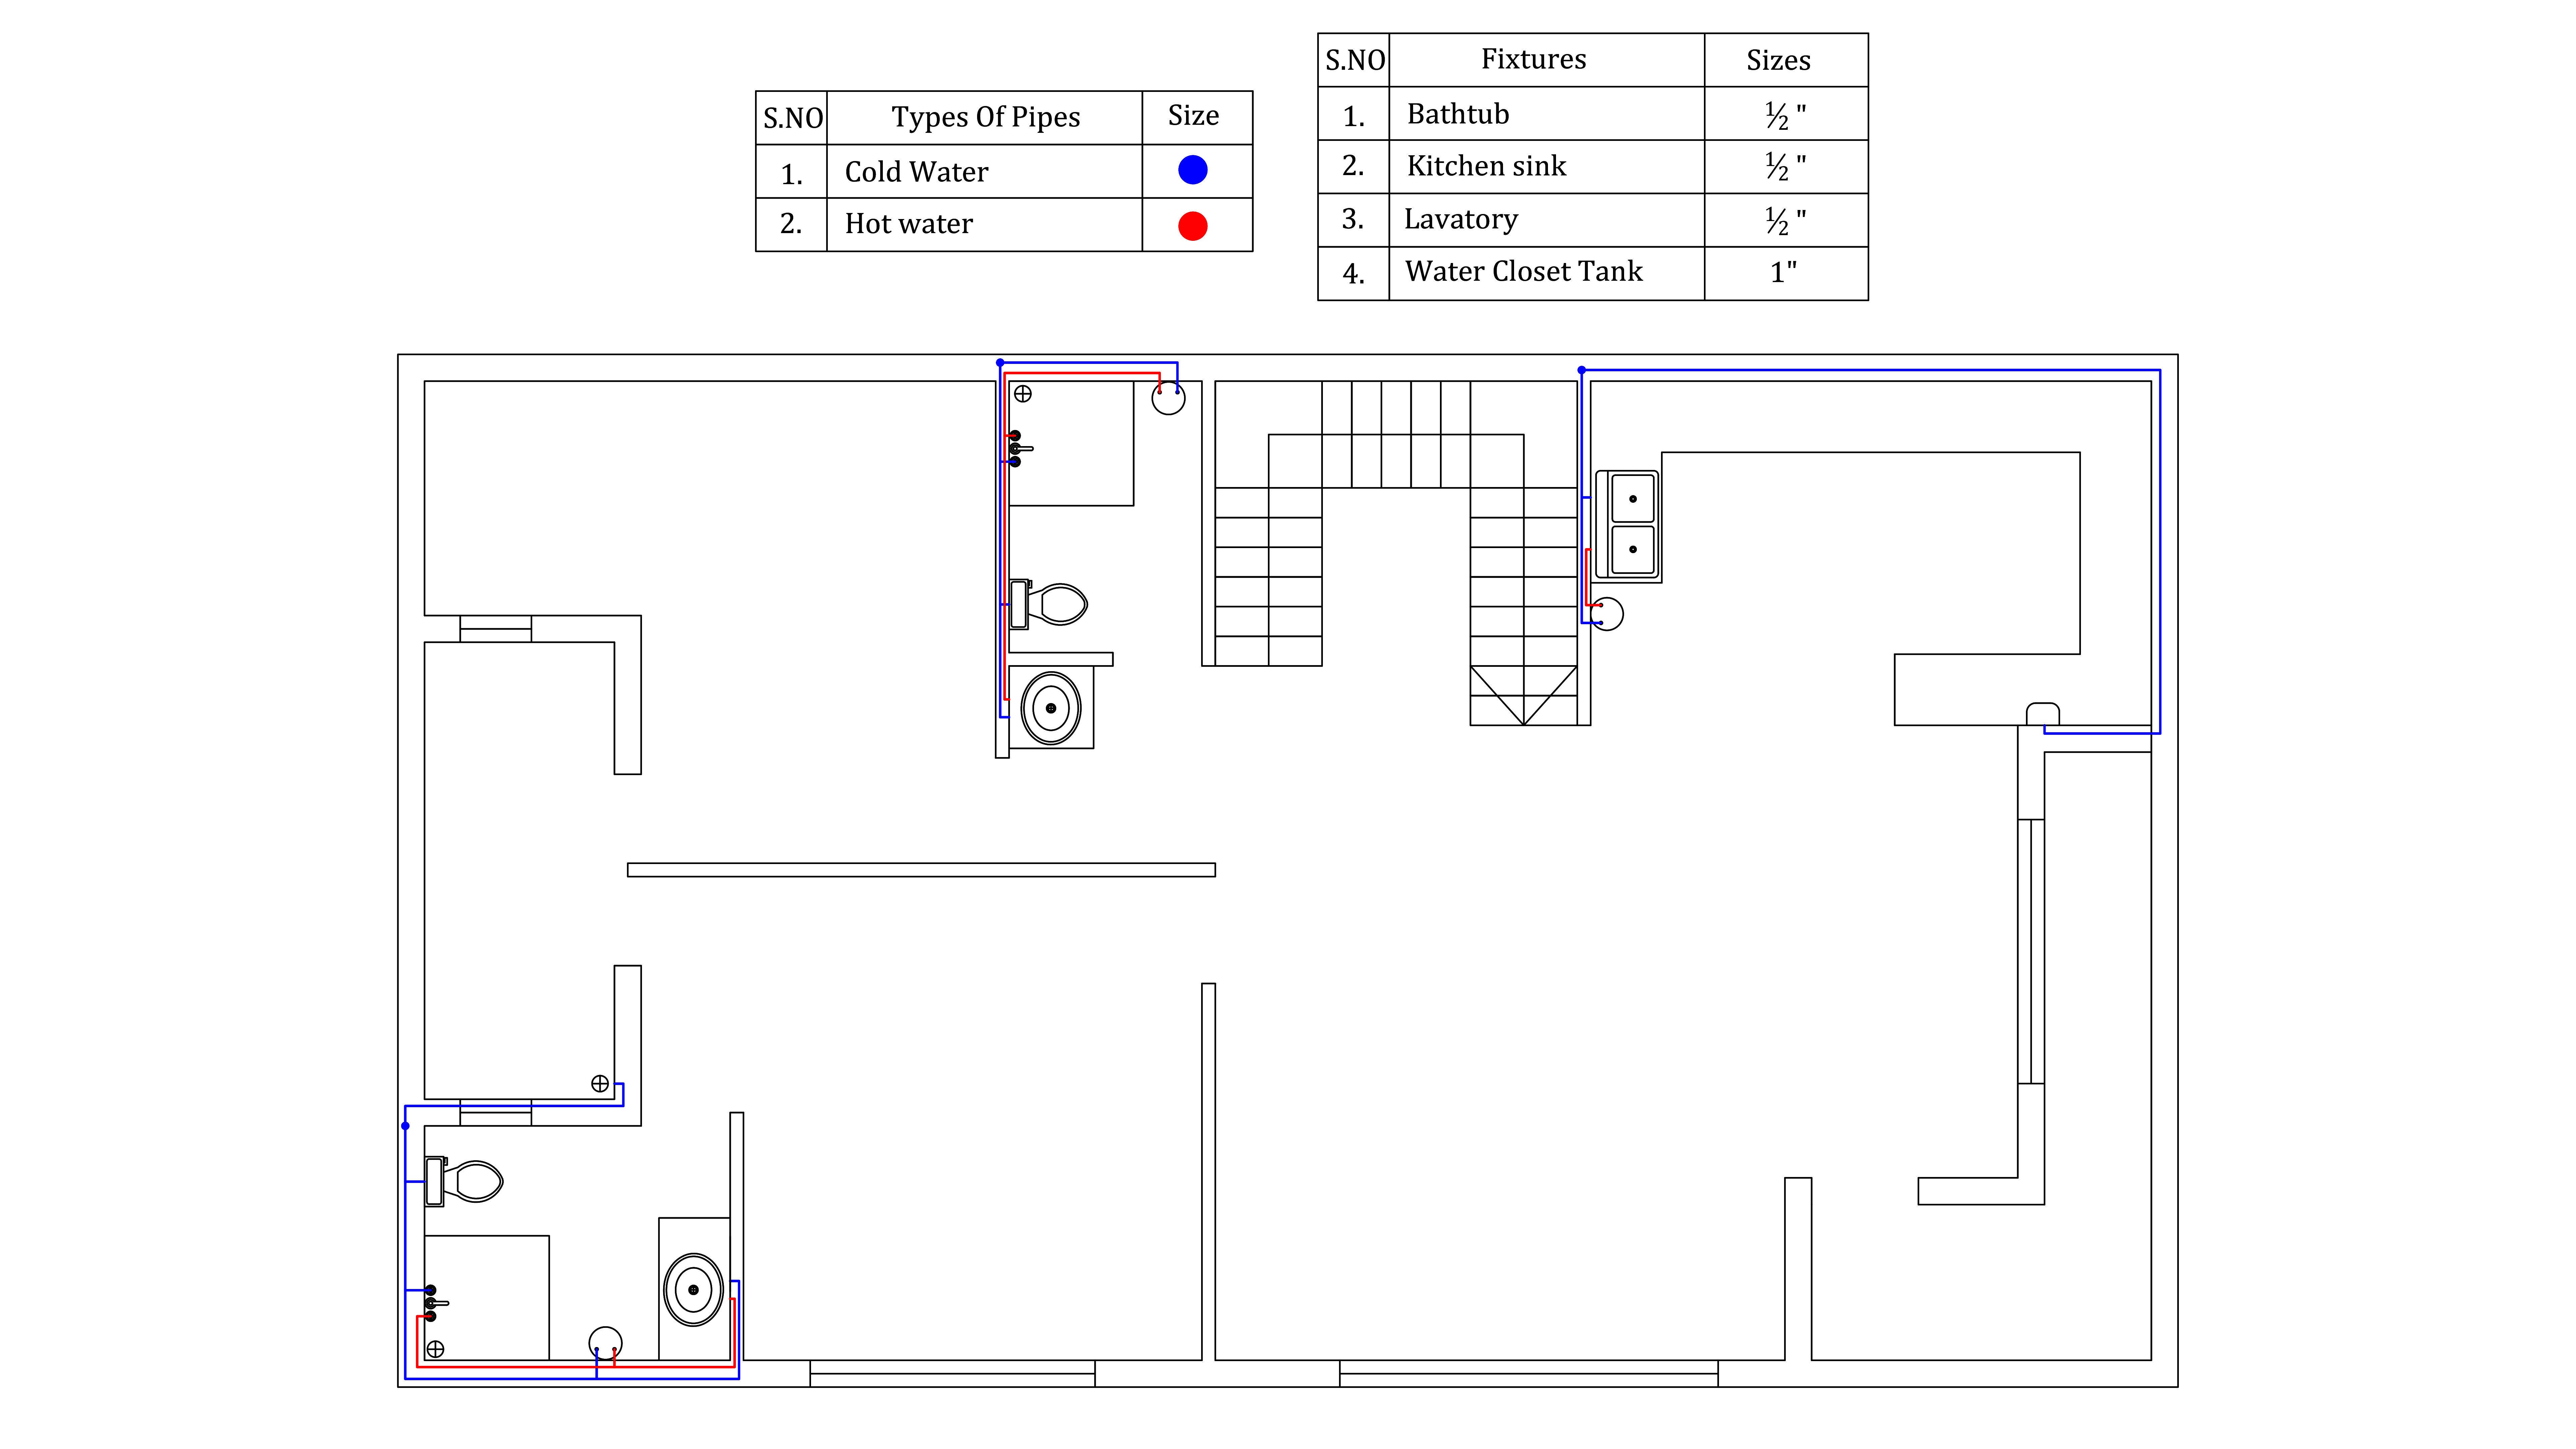 S.NO Types Of Pipes Size
1. Cold Water
2. Hot water
S.NO Fixtures Sizes
1. Bathtub ½ "
2. Kitchen sink ½ "
3. Lavatory ½ "
4. Water Closet Tank 1"